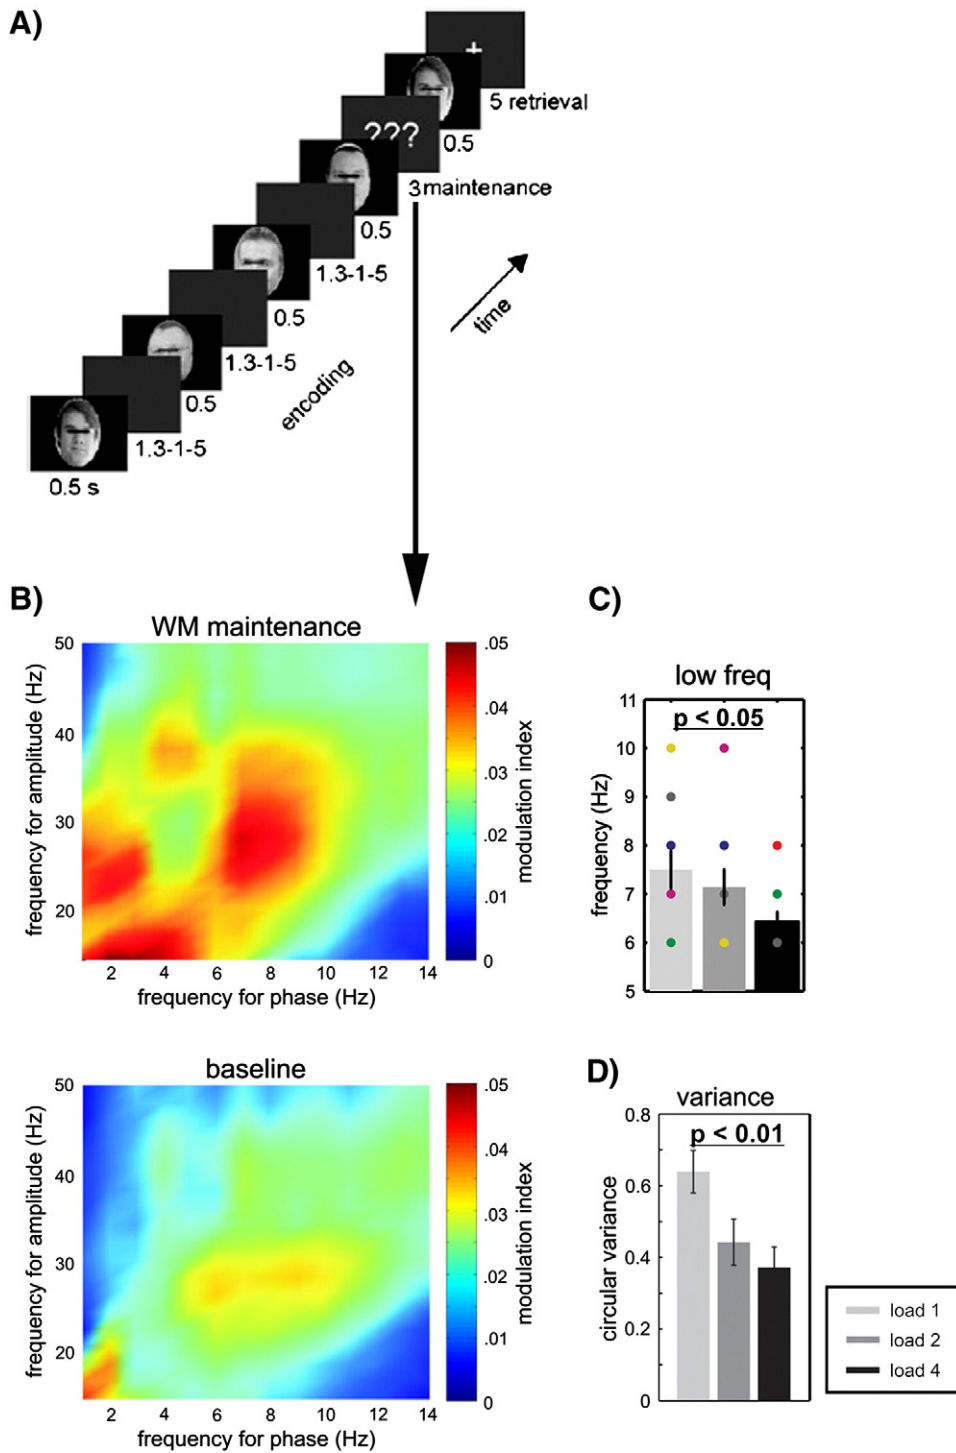 A)
+
5 retrieval
???
0.5
3 maintenance
0.5
1.3-1-5
0.5
1.3-1-5
0.5
1.3-1-5
0.5 s
encoding
time
B)
WM maintenance
frequency for amplitude (Hz)
50
40
30
20
2 4 6 8 10 12 14
frequency for phase (Hz)
.05
.04
.03
.02
.01
0
modulation index
baseline
frequency for amplitude (Hz)
50
40
30
20
2 4 6 8 10 12 14
frequency for phase (Hz)
.05
.04
.03
.02
.01
0
modulation index
C)
low freq
p < 0.05
frequency (Hz)
11
10
9
8
7
6
5
D)
variance
p < 0.01
circular variance
0.8
0.6
0.4
0.2
0
load 1
load 2
load 4